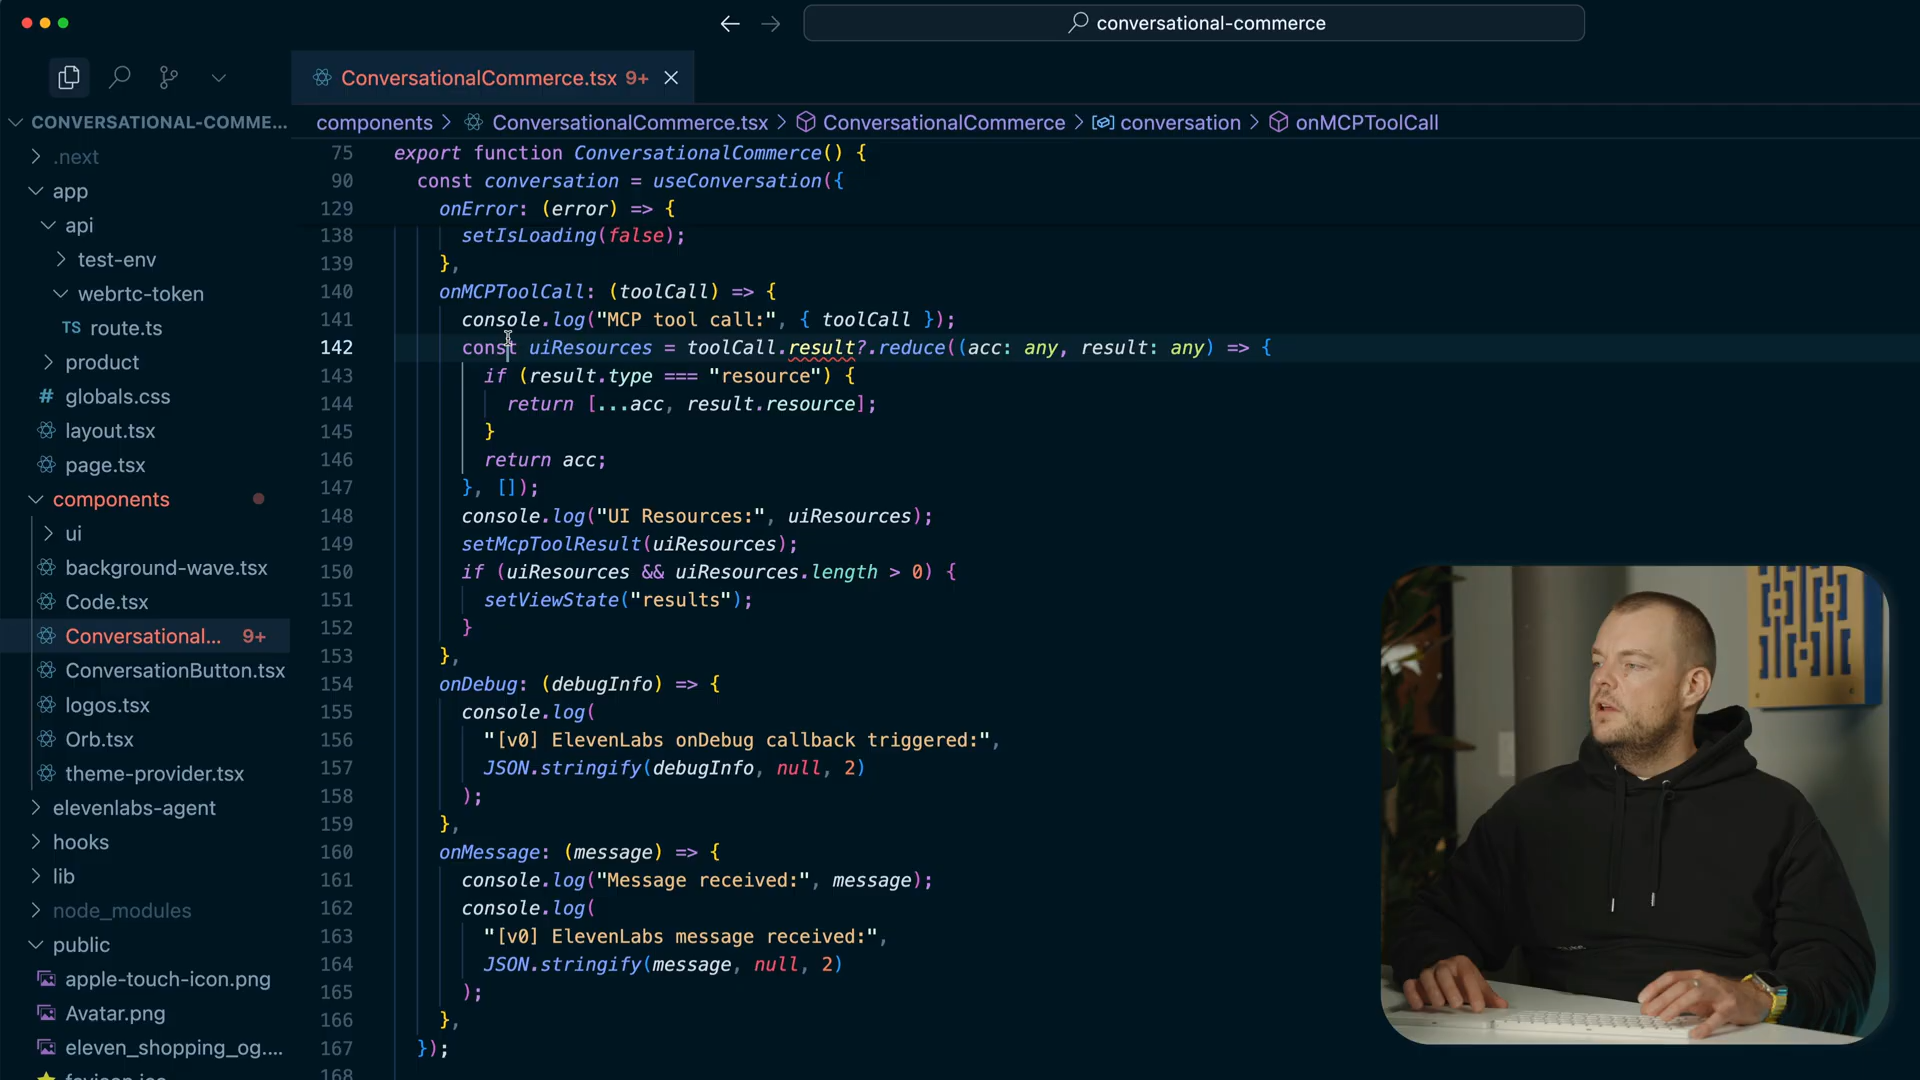 conversational-commerce
ConversationalCommerce.tsx 9+
CONVERSATIONAL-COMME...
.next
app
api
test-env
webrtc-token
TS route.ts
product
# globals.css
layout.tsx
page.tsx
components
ui
background-wave.tsx
Code.tsx
Conversational... 9+
ConversationButton.tsx
logos.tsx
Orb.tsx
theme-provider.tsx
elevenlabs-agent
hooks
lib
node_modules
public
apple-touch-icon.png
Avatar.png
eleven_shopping_og....
components > ConversationalCommerce.tsx > ConversationalCommerce > conversation > onMCPToolCall
75 export function ConversationalCommerce() {
90 const conversation = useConversation({
129 onError: (error) => {
138 setIsLoading(false);
139 },
140 onMCPToolCall: (toolCall) => {
141 console.log("MCP tool call:", { toolCall });
142 const uiResources = toolCall.result?.reduce((acc: any, result: any) => {
143 if (result.type === "resource") {
144 return [...acc, result.resource];
145 }
146 return acc;
147 }, []);
148 console.log("UI Resources:", uiResources);
149 setMcpToolResult(uiResources);
150 if (uiResources && uiResources.length > 0) {
151 setViewState("results");
152 }
153 },
154 onDebug: (debugInfo) => {
155 console.log(
156 "[v0] ElevenLabs onDebug callback triggered:",
157 JSON.stringify(debugInfo, null, 2)
158 );
159 },
160 onMessage: (message) => {
161 console.log("Message received:", message);
162 console.log(
163 "[v0] ElevenLabs message received:",
164 JSON.stringify(message, null, 2)
165 );
166 },
167 });
168